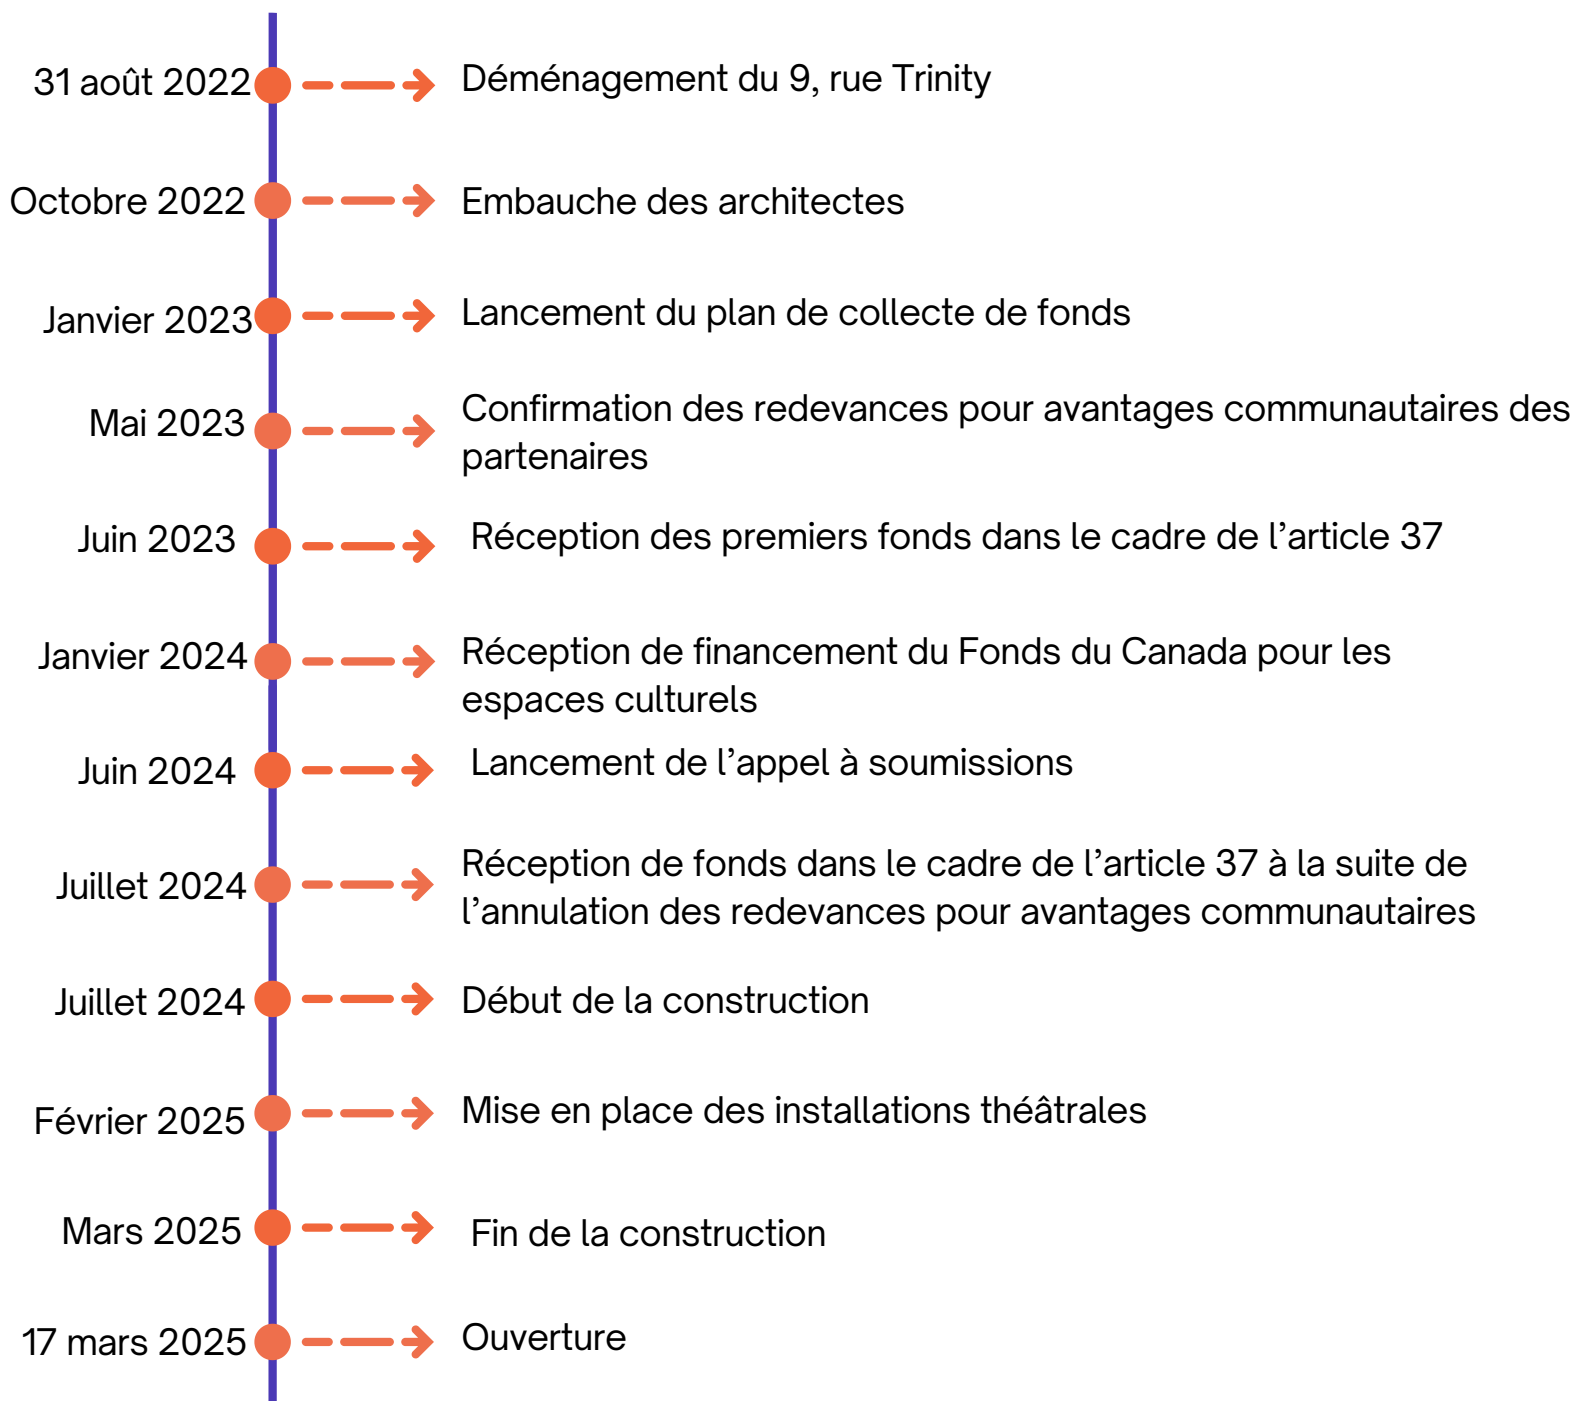 31 août 2022
Déménagement du 9, rue Trinity
Octobre 2022
Embauche des architectes
Janvier 2023
Lancement du plan de collecte de fonds
Mai 2023
Confirmation des redevances pour avantages communautaires des
partenaires
Juin 2023
Réception des premiers fonds dans le cadre de l’article 37
Janvier 2024
Réception de financement du Fonds du Canada pour les
espaces culturels
Juin 2024
Lancement de l’appel à soumissions
Juillet 2024
Réception de fonds dans le cadre de l’article 37 à la suite de
l’annulation des redevances pour avantages communautaires
Juillet 2024
Début de la construction
Février 2025
Mise en place des installations théâtrales
Mars 2025
Fin de la construction
17 mars 2025
Ouverture